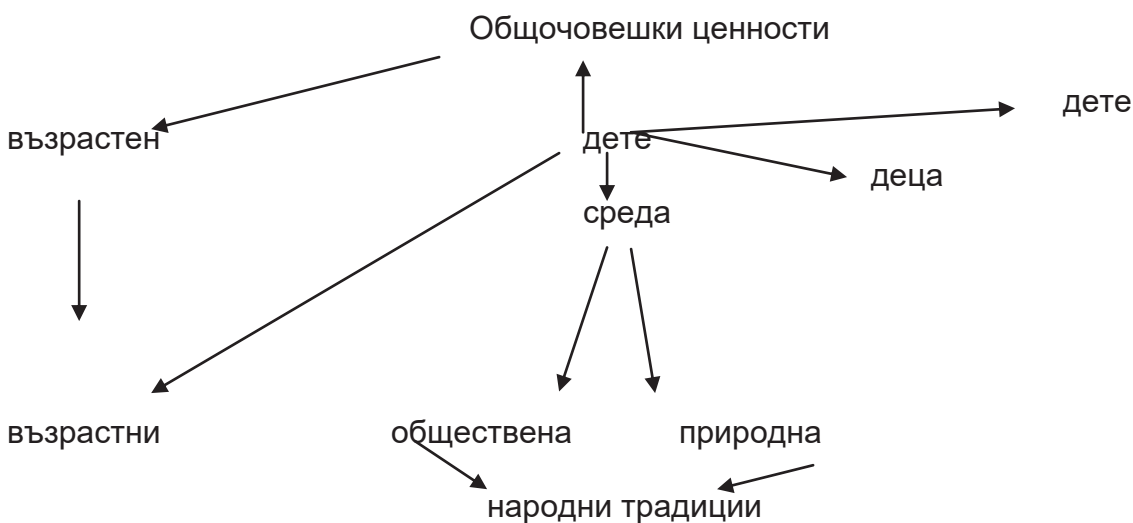 Общочовешки ценности
дете
възрастен
дете
деца
среда
възрастни
обществена
природна
народни традиции